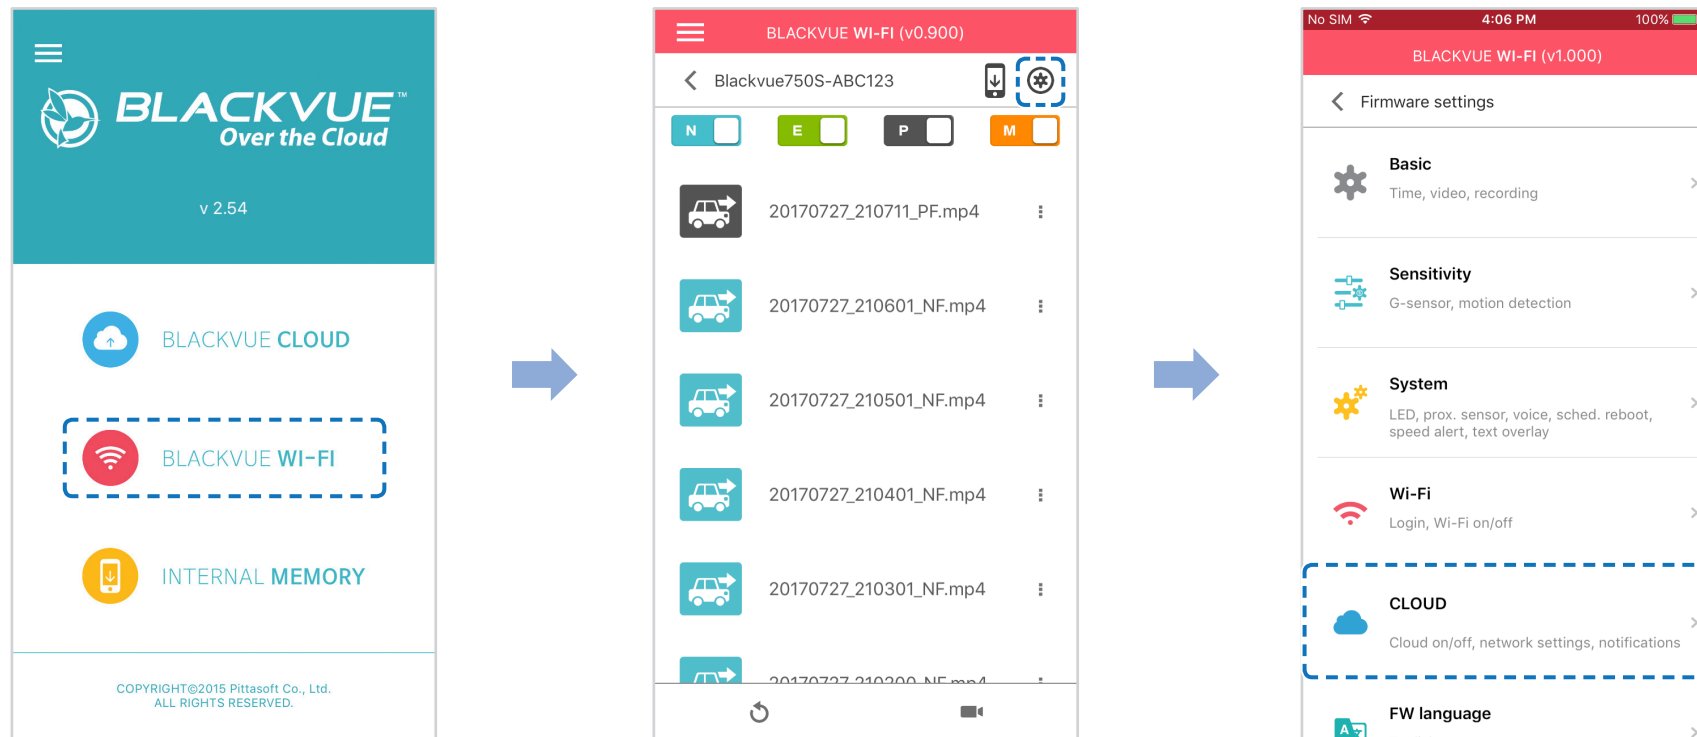 BLACKVUE™
Over the Cloud
v 2.54
BLACKVUE CLOUD
BLACKVUE WI-FI
INTERNAL MEMORY
COPYRIGHT©2015 Pittasoft Co., Ltd.
ALL RIGHTS RESERVED.
BLACKVUE WI-FI (v0.900)
Blackvue750S-ABC123
N E P M
20170727_210711_PF.mp4
20170727_210601_NF.mp4
20170727_210501_NF.mp4
20170727_210401_NF.mp4
20170727_210301_NF.mp4
20170727_210200_NF.mp4
No SIM 4:06 PM 100%
BLACKVUE WI-FI (v1.000)
Firmware settings
Basic
Time, video, recording
Sensitivity
G-sensor, motion detection
System
LED, prox. sensor, voice, sched. reboot,
speed alert, text overlay
Wi-Fi
Login, Wi-Fi on/off
CLOUD
Cloud on/off, network settings, notifications
FW language
A